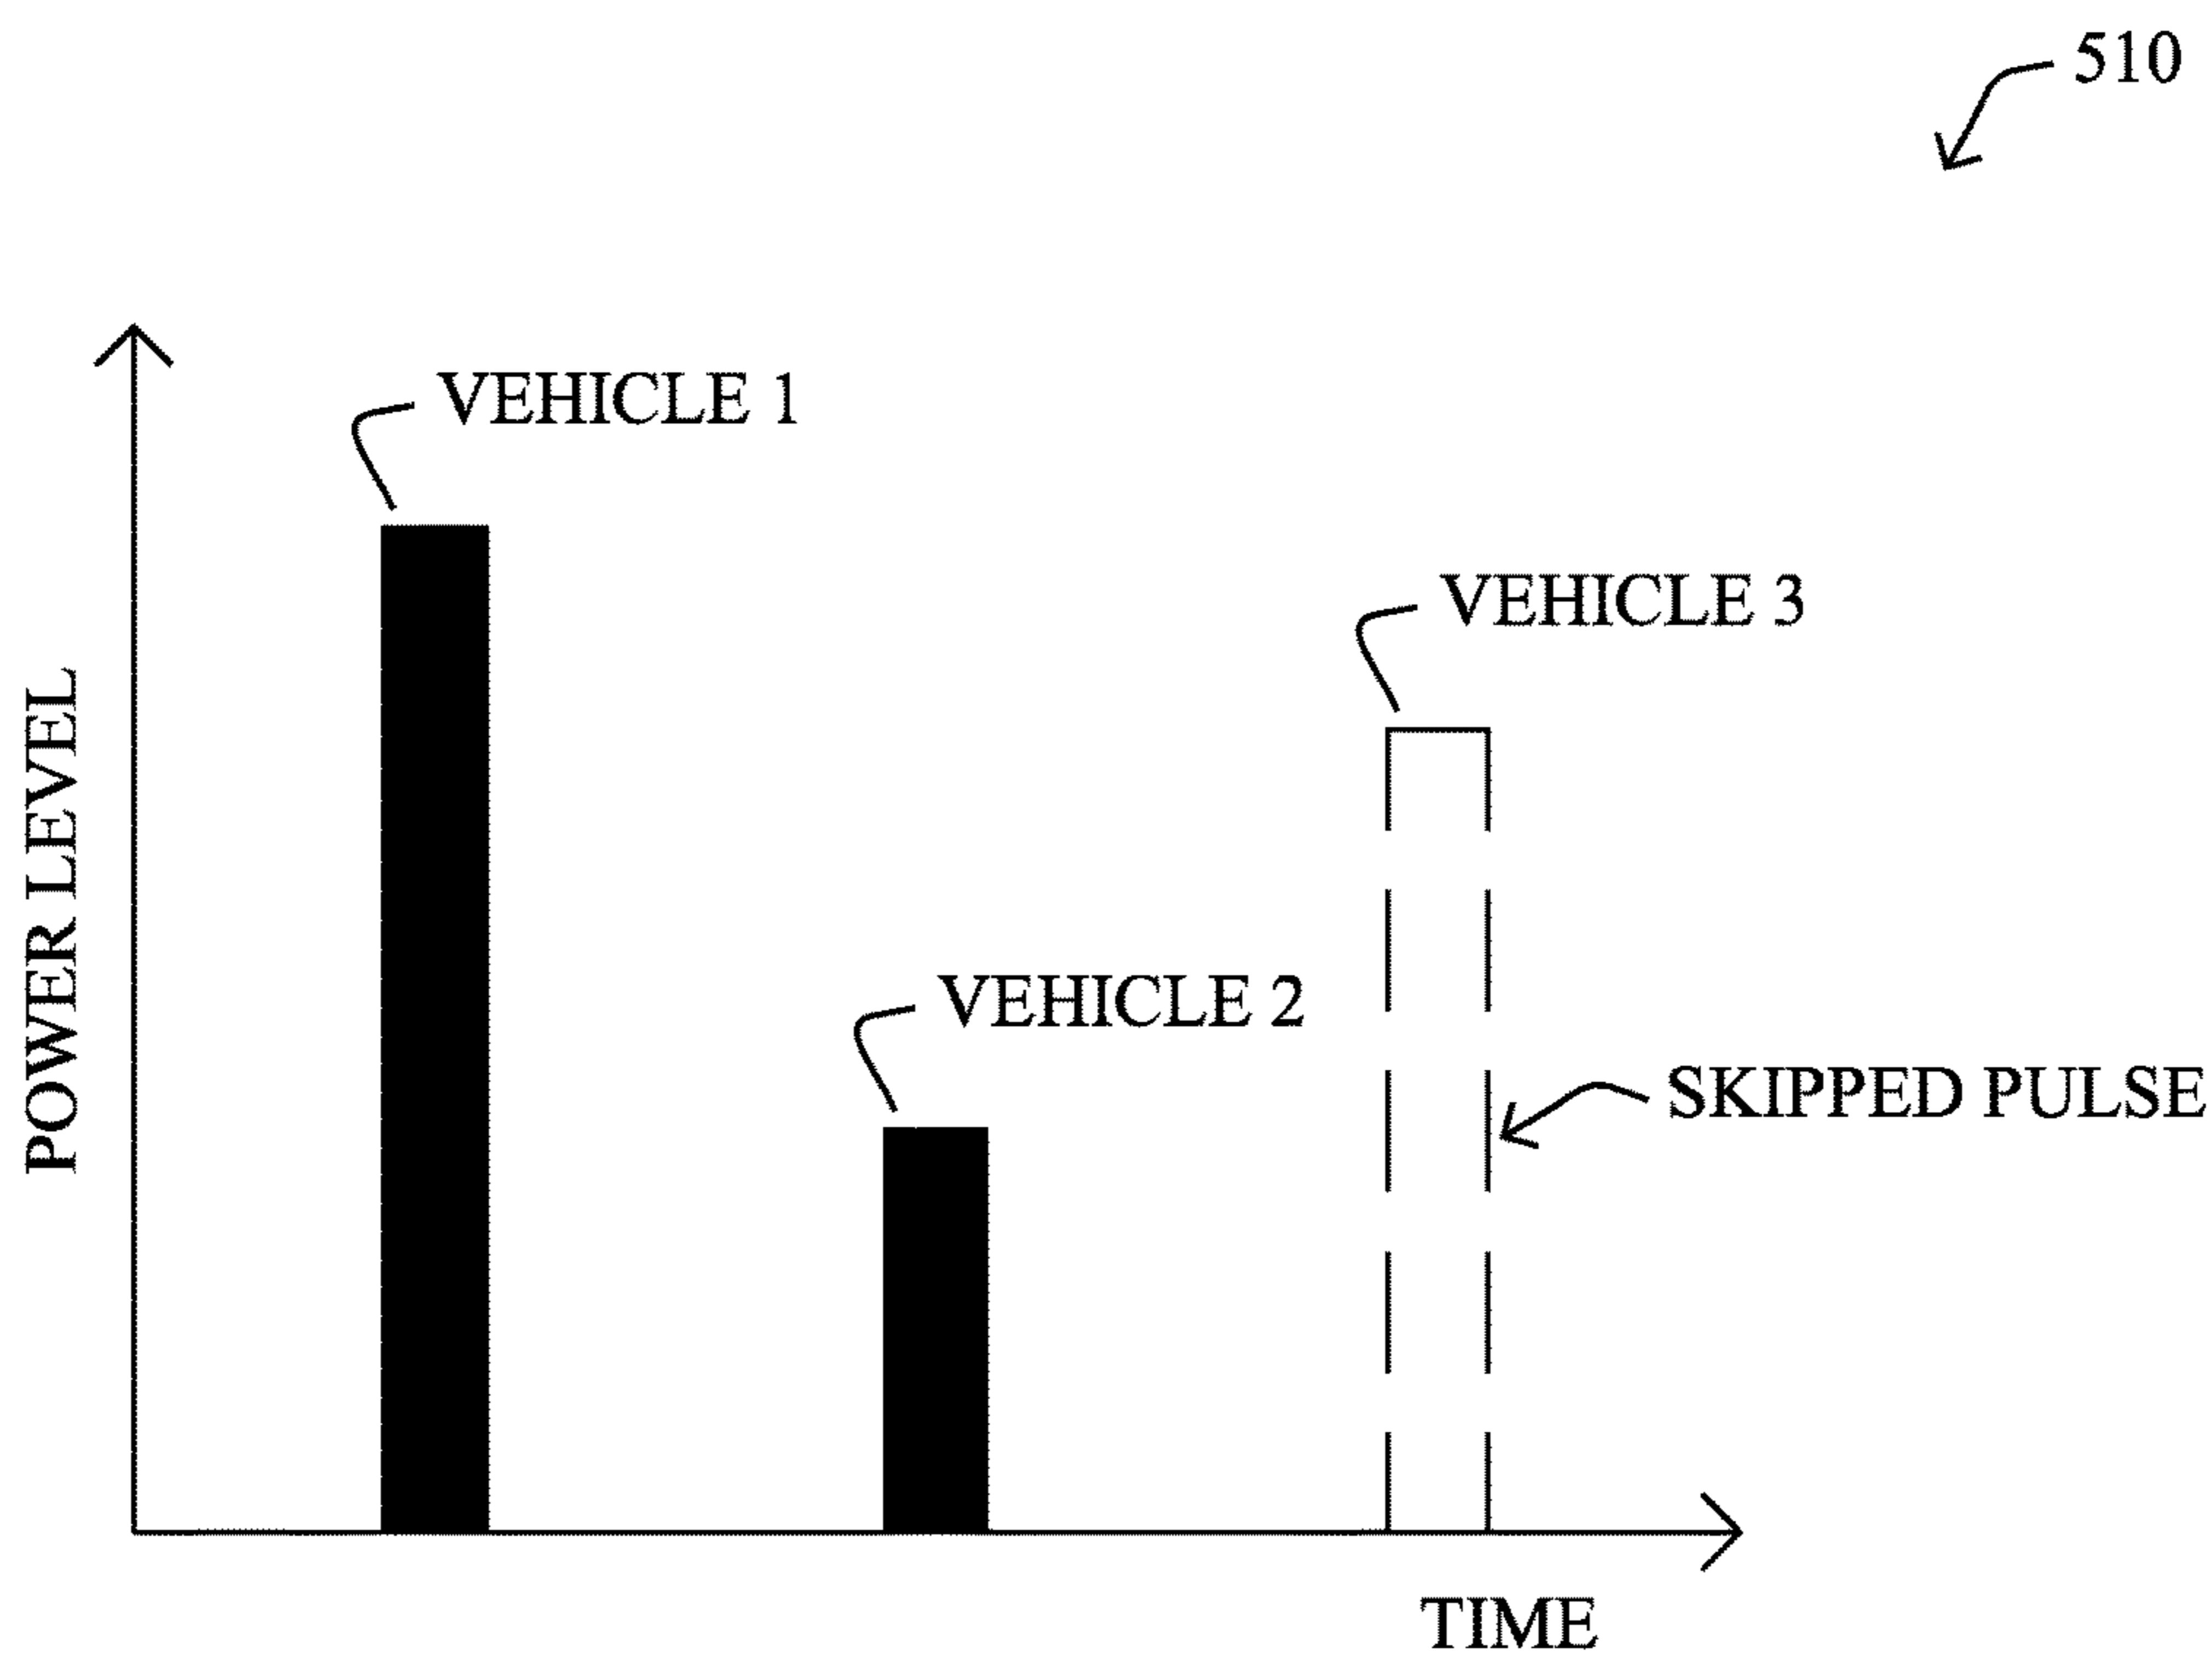 510
VEHICLE 1
VEHICLE 3
POWER LEVEL
VEHICLE 2
SKIPPED PULSE
TIME